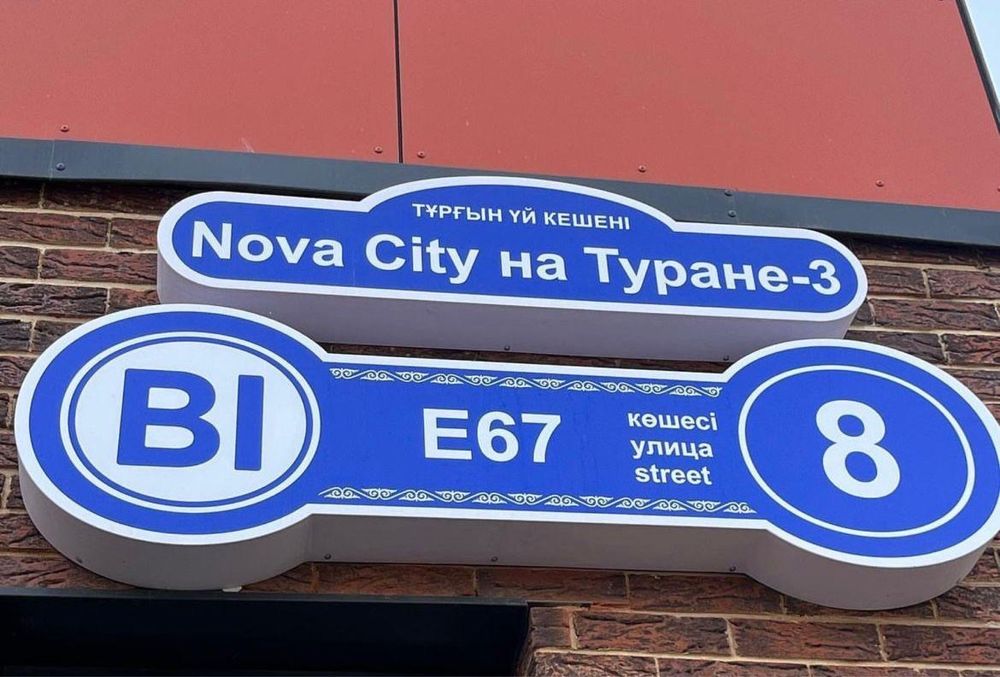 ТҰРҒЫН ҮЙ КЕШЕНІ
Nova City на Туране-3
BI
E67
көшесі
улица
street
8